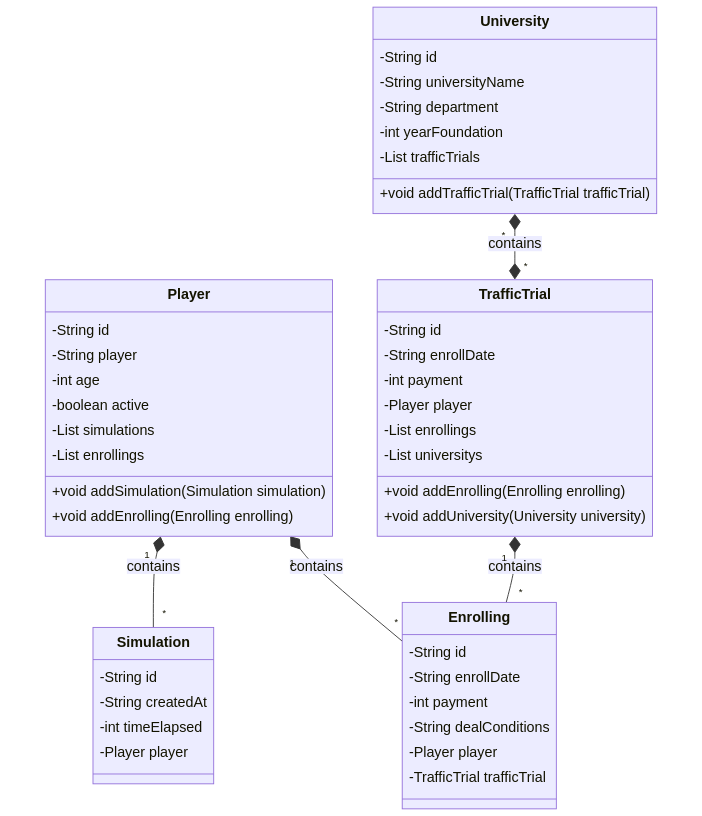 University
-String id
-String universityName
-String department
-int yearFoundation
-List trafficTrials
+void addTrafficTrial(TrafficTrial trafficTrial)
*
contains
*
Player
-String id
-String player
-int age
-boolean active
-List simulations
-List enrollings
+void addSimulation(Simulation simulation)
+void addEnrolling(Enrolling enrolling)
TrafficTrial
-String id
-String enrollDate
-int payment
-Player player
-List enrollings
-List universitys
+void addEnrolling(Enrolling enrolling)
+void addUniversity(University university)
1
contains
*
1
contains
*
1
contains
*
Simulation
-String id
-String createdAt
-int timeElapsed
-Player player
Enrolling
-String id
-String enrollDate
-int payment
-String dealConditions
-Player player
-TrafficTrial trafficTrial